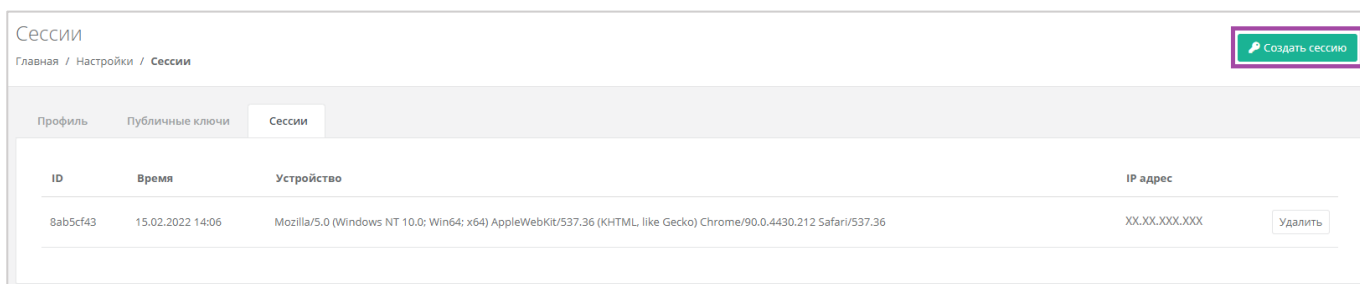 Сессии
Создать сессию
Главная / Настройки / Сессии
Профиль Публичные ключи Сессии
ID Время Устройство IP адрес
8ab5cf43 15.02.2022 14:06 Mozilla/5.0 (Windows NT 10.0; Win64; x64) AppleWebKit/537.36 (KHTML, like Gecko) Chrome/90.0.4430.212 Safari/537.36 XX.XX.XXX.XXX Удалить